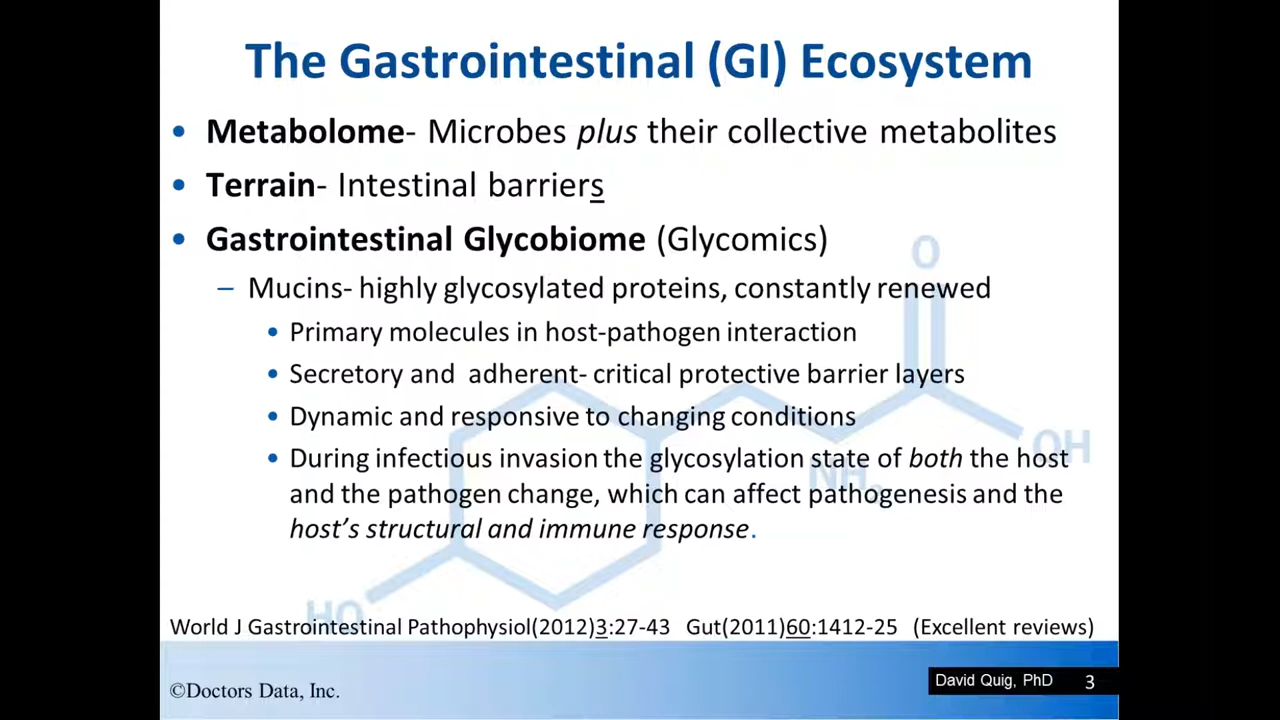 The Gastrointestinal (GI) Ecosystem
• Metabolome- Microbes plus their collective metabolites
• Terrain- Intestinal barriers
• Gastrointestinal Glycobiome (Glycomics)
– Mucins- highly glycosylated proteins, constantly renewed
• Primary molecules in host-pathogen interaction
• Secretory and adherent- critical protective barrier layers
• Dynamic and responsive to changing conditions
• During infectious invasion the glycosylation state of both the host
and the pathogen change, which can affect pathogenesis and the
host's structural and immune response.
O
OH
NH2
HO
World J Gastrointestinal Pathophysiol(2012)3:27-43 Gut(2011)60:1412-25 (Excellent reviews)
©Doctors Data, Inc.
David Quig, PhD 3